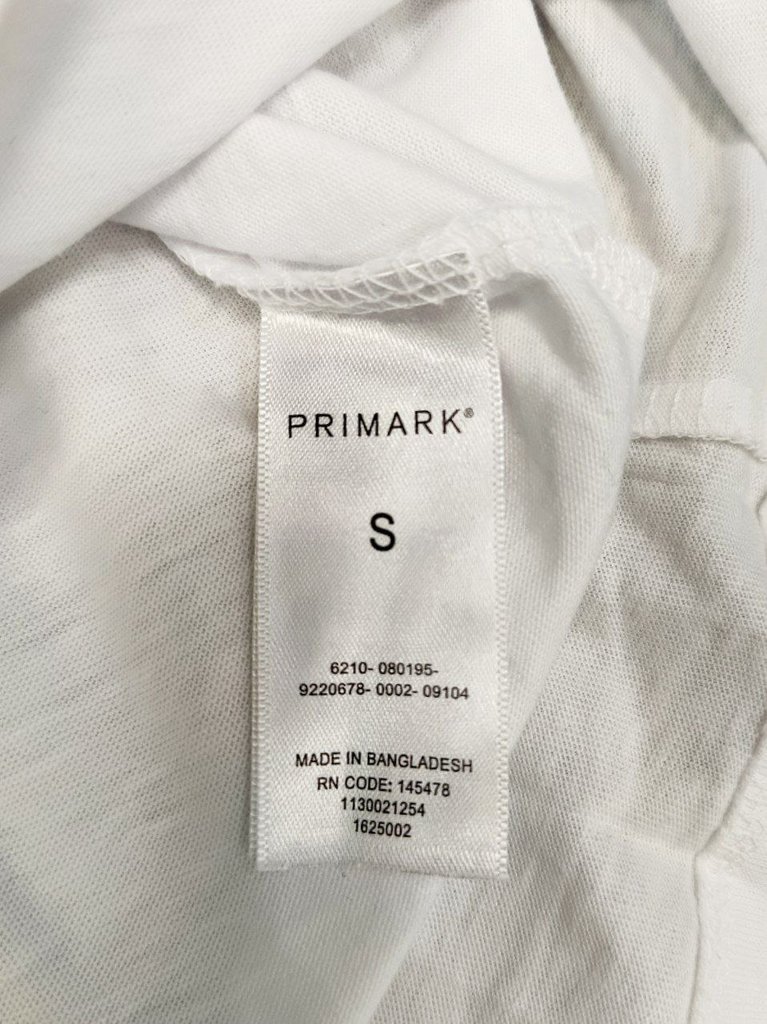 PRIMARK®
S
6210- 080195-
9220678- 0002- 09104
MADE IN BANGLADESH
RN CODE: 145478
1130021254
1625002